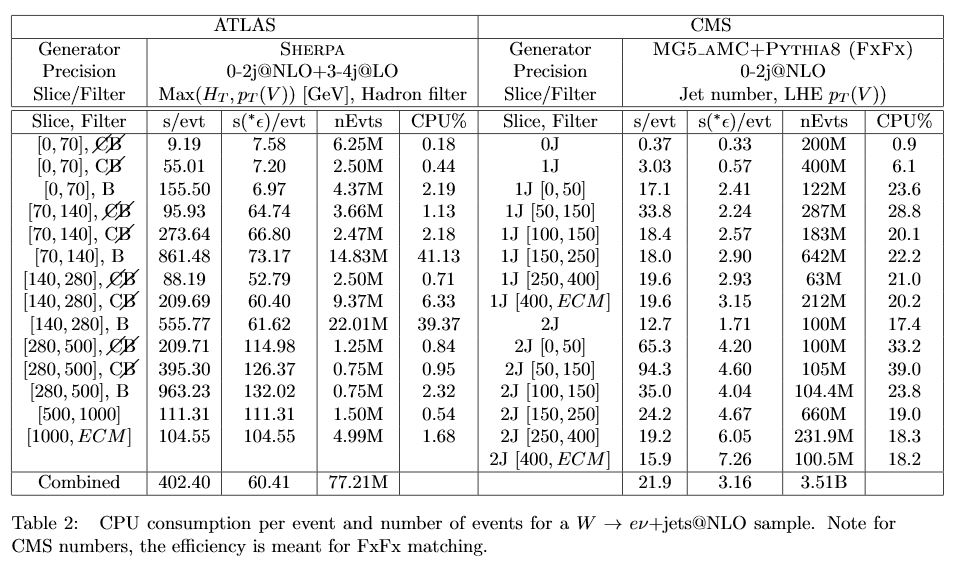 ATLAS CMS
Generator SHERPA Generator MG5_AMC+PYTHIA8 (FXFX)
Precision 0-2j@NLO+3-4j@LO Precision 0-2j@NLO
Slice/Filter Max(H_T, p_T(V)) [GeV], Hadron filter Slice/Filter Jet number, LHE p_T(V))
Slice, Filter s/evt s(*ϵ)/evt nEvts CPU% Slice, Filter s/evt s(*ϵ)/evt nEvts CPU%
[0, 70], C̸B̸ 9.19 7.58 6.25M 0.18 0J 0.37 0.33 200M 0.9
[0, 70], CB̸ 55.01 7.20 2.50M 0.44 1J 3.03 0.57 400M 6.1
[0, 70], B 155.50 6.97 4.37M 2.19 1J [0, 50] 17.1 2.41 122M 23.6
[70, 140], C̸B̸ 95.93 64.74 3.66M 1.13 1J [50, 150] 33.8 2.24 287M 28.8
[70, 140], CB̸ 273.64 66.80 2.47M 2.18 1J [100, 150] 18.4 2.57 183M 20.1
[70, 140], B 861.48 73.17 14.83M 41.13 1J [150, 250] 18.0 2.90 642M 22.2
[140, 280], C̸B̸ 88.19 52.79 2.50M 0.71 1J [250, 400] 19.6 2.93 63M 21.0
[140, 280], CB̸ 209.69 60.40 9.37M 6.33 1J [400, ECM] 19.6 3.15 212M 20.2
[140, 280], B 555.77 61.62 22.01M 39.37 2J 12.7 1.71 100M 17.4
[280, 500], C̸B̸ 209.71 114.98 1.25M 0.84 2J [0, 50] 65.3 4.20 100M 33.2
[280, 500], CB̸ 395.30 126.37 0.75M 0.95 2J [50, 150] 94.3 4.60 105M 39.0
[280, 500], B 963.23 132.02 0.75M 2.32 2J [100, 150] 35.0 4.04 104.4M 23.8
[500, 1000] 111.31 111.31 1.50M 0.54 2J [150, 250] 24.2 4.67 660M 19.0
[1000, ECM] 104.55 104.55 4.99M 1.68 2J [250, 400] 19.2 6.05 231.9M 18.3
2J [400, ECM] 15.9 7.26 100.5M 18.2
Combined 402.40 60.41 77.21M 21.9 3.16 3.51B
Table 2: CPU consumption per event and number of events for a W → eν+jets@NLO sample. Note for
CMS numbers, the efficiency is meant for FxFx matching.